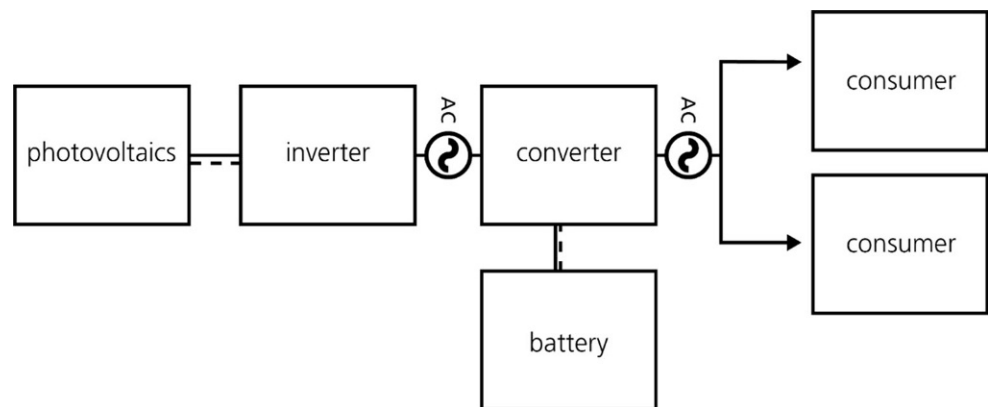 photovoltaics
inverter
AC
converter
AC
consumer
consumer
battery